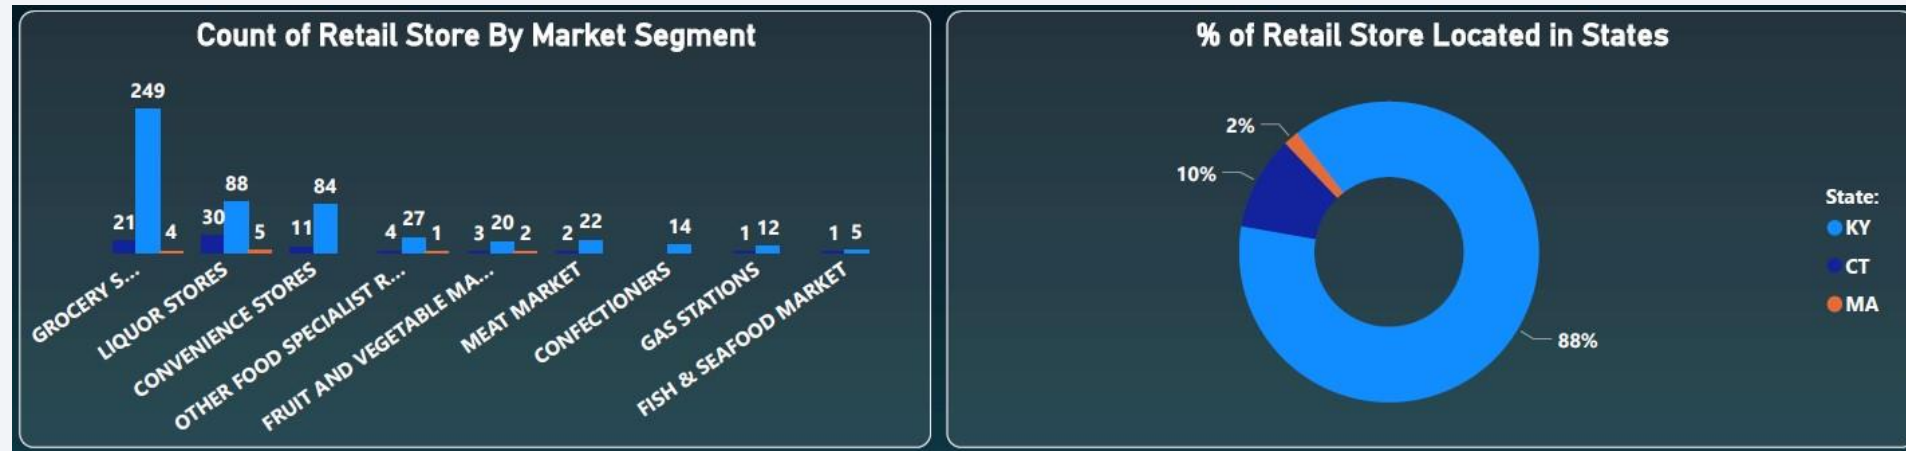 Count of Retail Store By Market Segment
249
21
4
30
88
5
11
84
4
27
1
3
20
2
2
22
14
1
12
1
5
GROCERY S...
LIQUOR STORES
CONVENIENCE STORES
OTHER FOOD SPECIALIST R...
FRUIT AND VEGETABLE MA...
MEAT MARKET
CONFECTIONERS
GAS STATIONS
FISH & SEAFOOD MARKET
% of Retail Store Located in States
2%
10%
88%
State:
KY
CT
MA